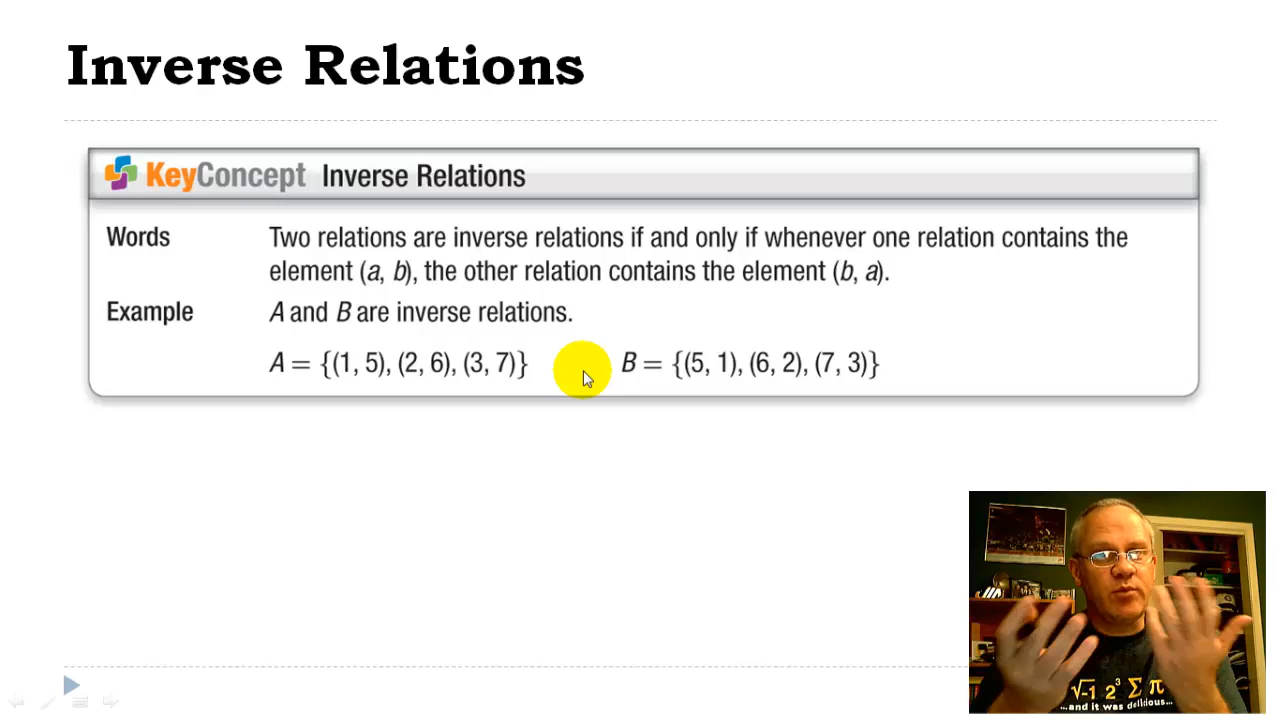 Inverse Relations
KeyConcept Inverse Relations
Words Two relations are inverse relations if and only if whenever one relation contains the
element (a, b), the other relation contains the element (b, a).
Example A and B are inverse relations.
A = {(1, 5), (2, 6), (3, 7)} B = {(5, 1), (6, 2), (7, 3)}
√-1 2³ Σ π
...and it was delicious...